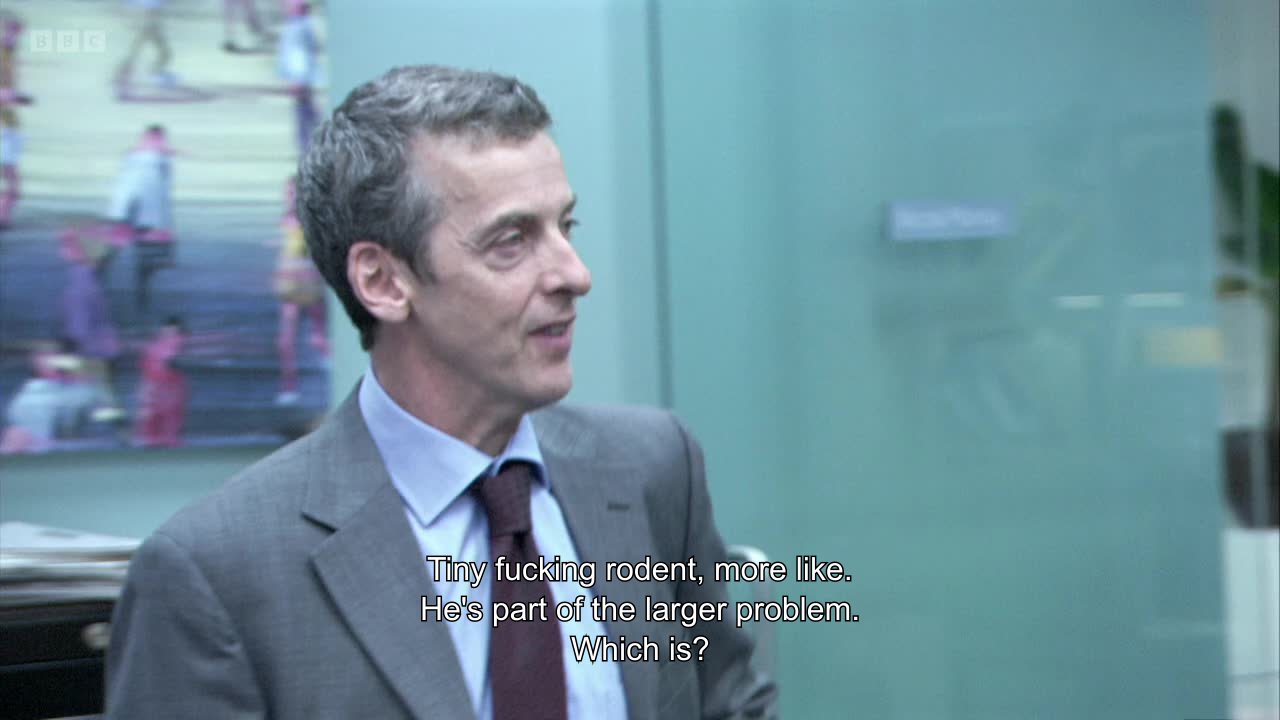 BBC
Tiny fucking rodent, more like.
He's part of the larger problem.
Which is?